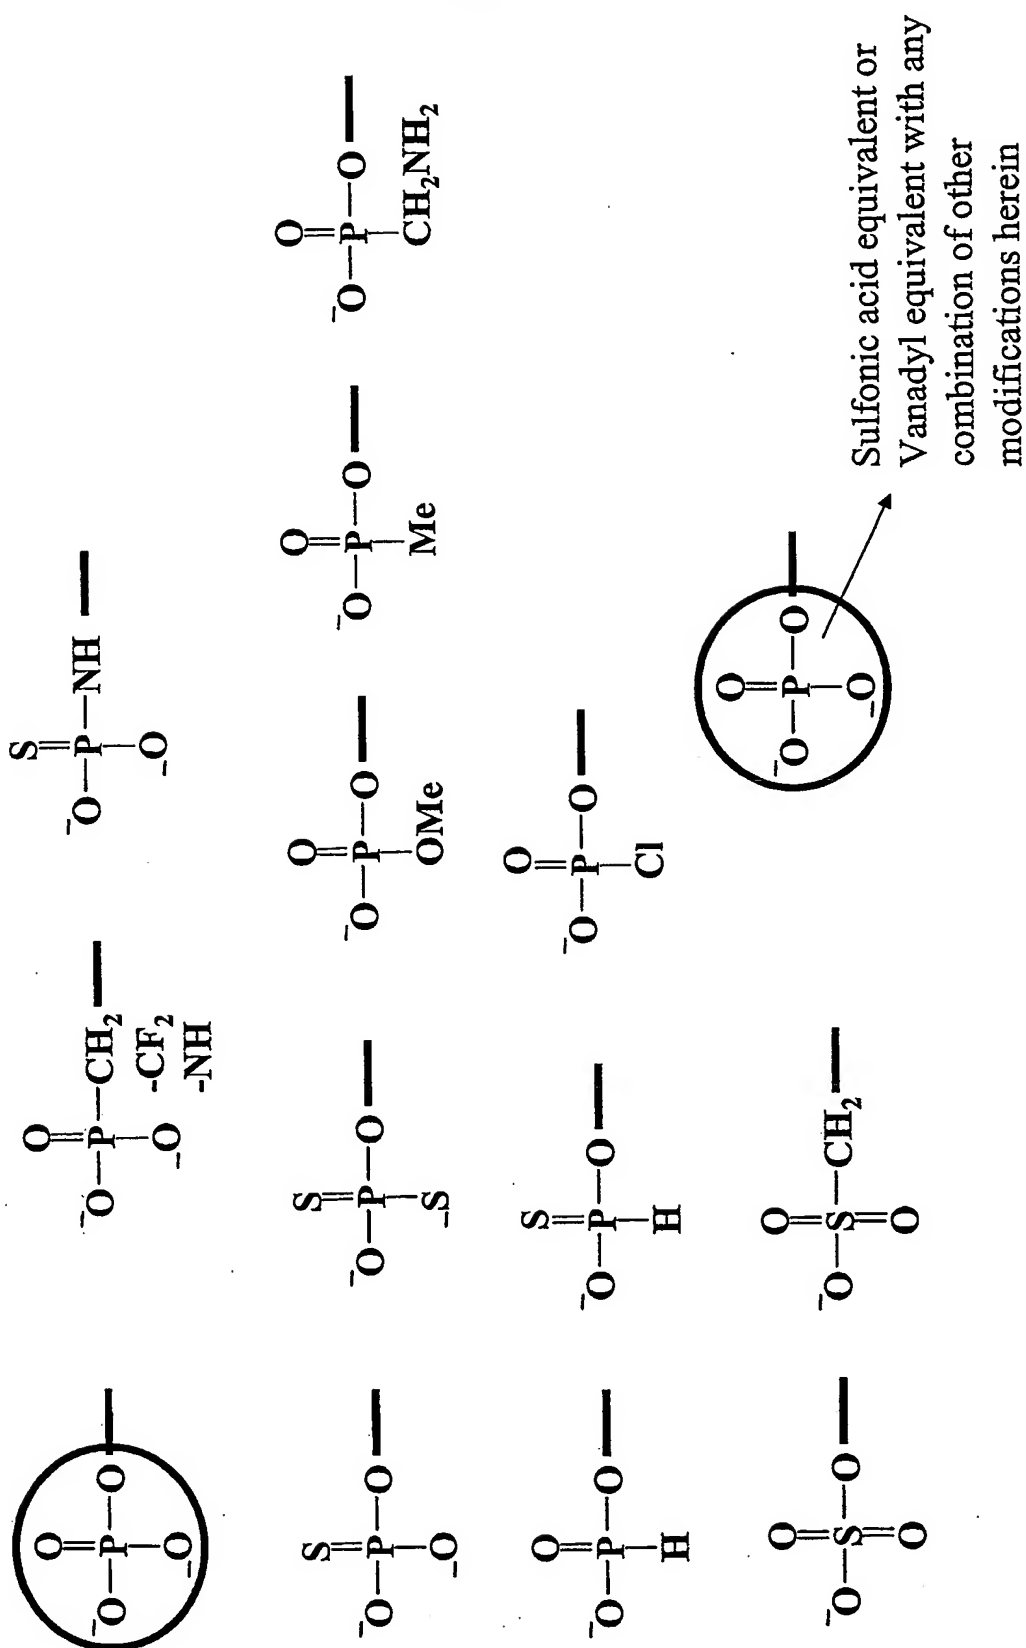 O O S
⁻O–P–O ⁻O–P–CH₂ ⁻O–P–NH
O⁻ O⁻ -CF₂ O⁻
-NH
S S O O O
⁻O–P–O ⁻O–P–O ⁻O–P–O ⁻O–P–O ⁻O–P–O
O⁻ S⁻ OMe Me CH₂NH₂
O S O
⁻O–P–O ⁻O–P–O ⁻O–P–O
H H Cl
O O O
⁻O–S–O ⁻O–S–CH₂ ⁻O–P–O
O O O⁻
Sulfonic acid equivalent or
Vanadyl equivalent with any
combination of other
modifications herein